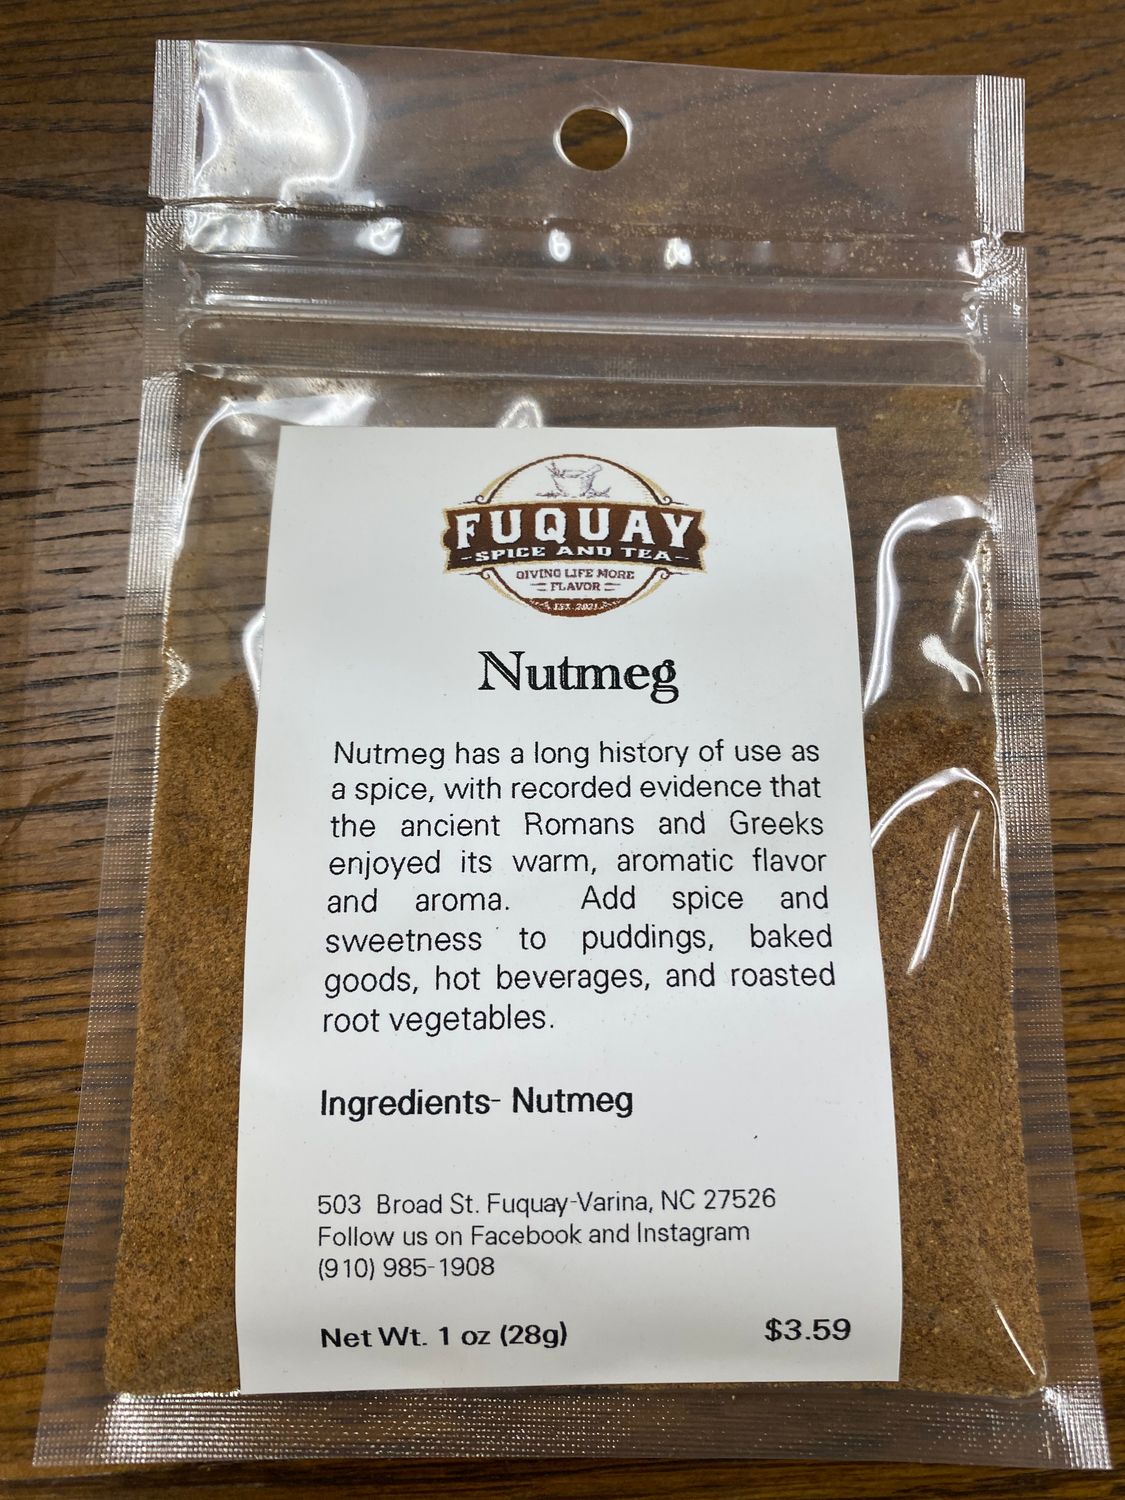 FUQUAY
-SPICE AND TEA-
GIVING LIFE MORE
FLAVOR
EST. 2021
Nutmeg
Nutmeg has a long history of use as
a spice, with recorded evidence that
the ancient Romans and Greeks
enjoyed its warm, aromatic flavor
and aroma. Add spice and
sweetness to puddings, baked
goods, hot beverages, and roasted
root vegetables.
Ingredients- Nutmeg
503 Broad St. Fuquay-Varina, NC 27526
Follow us on Facebook and Instagram
(910) 985-1908
Net Wt. 1 oz (28g) $3.59